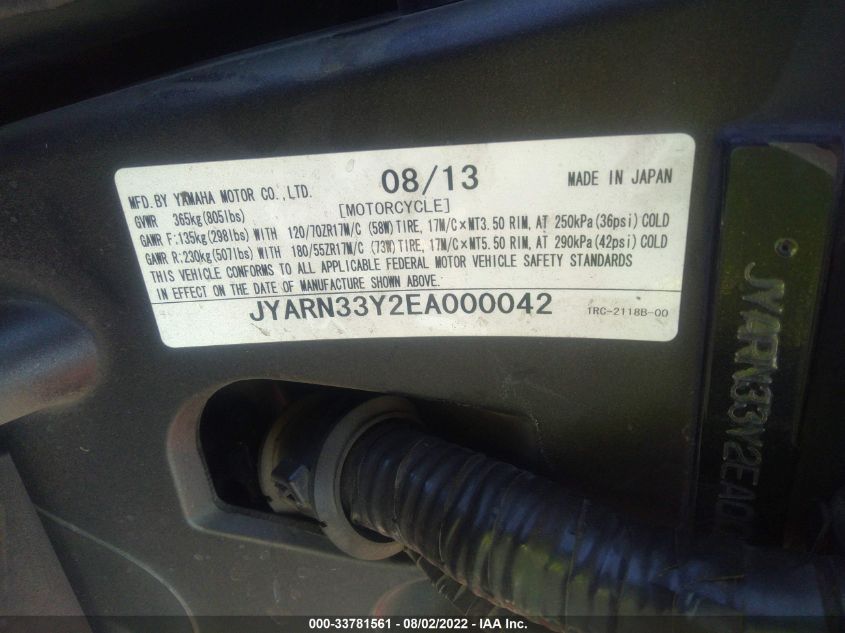 MFD.BY YAMAHA MOTOR CO.,LTD. 08/13 MADE IN JAPAN
GVWR 365kg(805lbs) [MOTORCYCLE]
GAWR F:135kg(298lbs) WITH 120/70ZR17M/C (58W) TIRE, 17M/C×MT3.50 RIM, AT 250kPa(36psi) COLD
GAWR R:230kg(507lbs) WITH 180/55ZR17M/C (73W) TIRE, 17M/C×MT5.50 RIM, AT 290kPa(42psi) COLD
THIS VEHICLE CONFORMS TO ALL APPLICABLE FEDERAL MOTOR VEHICLE SAFETY STANDARDS
IN EFFECT ON THE DATE OF MANUFACTURE SHOWN ABOVE.
JYARN33Y2EA000042 1RC-2118B-00
JYARN33Y2EA0
000-33781561 - 08/02/2022 - IAA Inc.